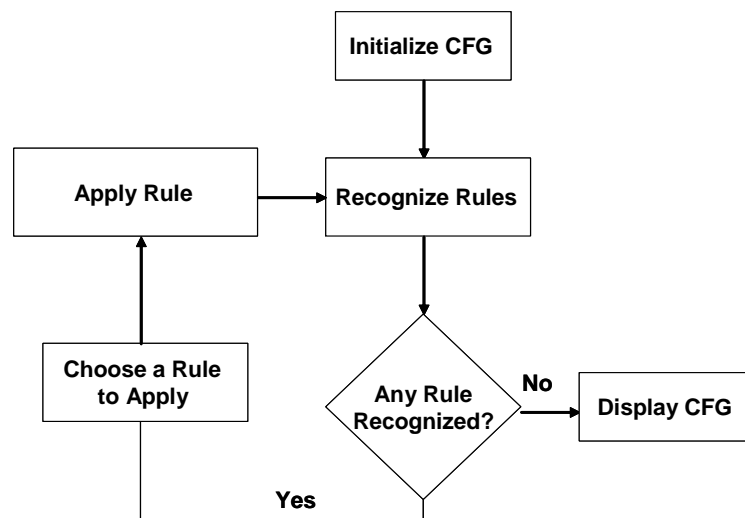 Initialize CFG
Apply Rule
Recognize Rules
Choose a Rule
to Apply
Any Rule
Recognized?
No
Display CFG
Yes